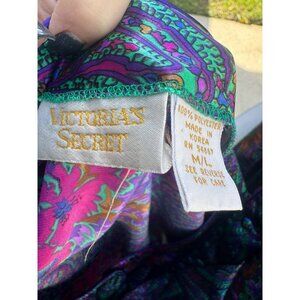 VICTORIA'S
SECRET
100% POLYESTER
MADE IN
KOREA
RN 54867
M/L
SEE REVERSE
FOR CARE